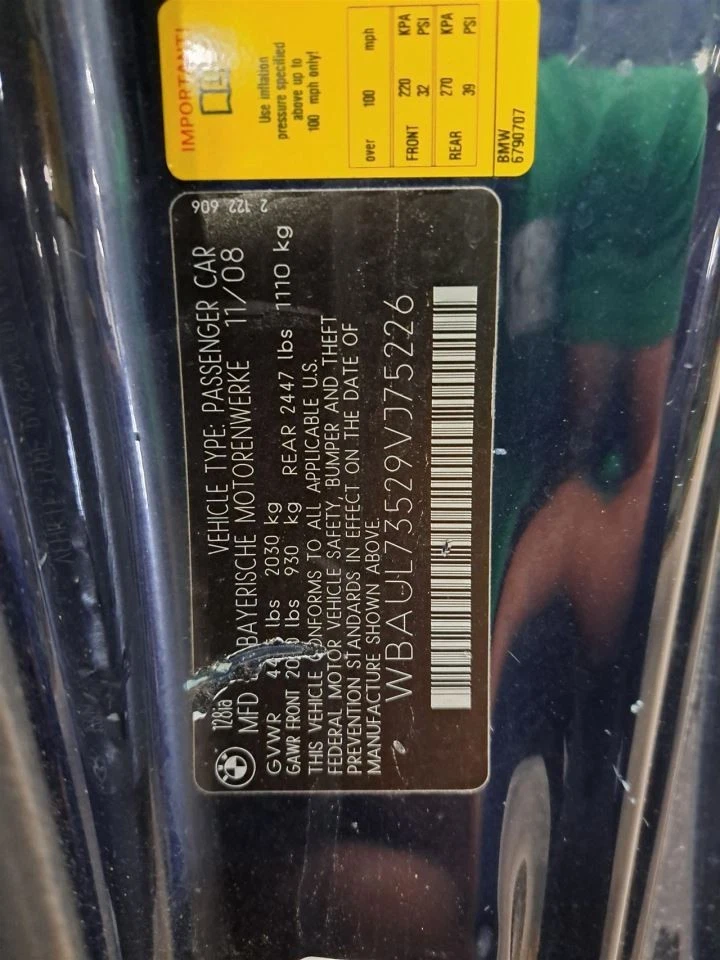 IMPORTANT!
Use inflation
pressure specified
above up to
100 mph only!
over 100 mph
FRONT 220 KPA
32 PSI
REAR 270 KPA
39 PSI
BMW
6790707
2 122 606
128ia VEHICLE TYPE: PASSENGER CAR
MFD BAYERISCHE MOTORENWERKE 11/08
GVWR lbs 2030 kg
GAWR FRONT lbs 930 kg REAR 2447 lbs 1110 kg
THIS VEHICLE CONFORMS TO ALL APPLICABLE U.S.
FEDERAL MOTOR VEHICLE SAFETY, BUMPER AND THEFT
PREVENTION STANDARDS IN EFFECT ON THE DATE OF
MANUFACTURE SHOWN ABOVE.
WBAUL73529VJ75226